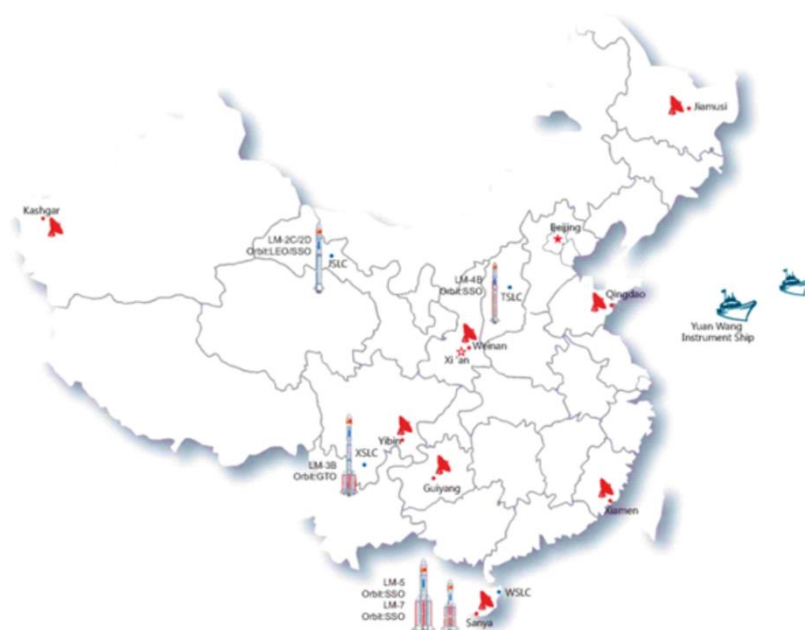 Jiamusi
Kashgar
Beijing
LM-2C/2D
Orbit:LEO/SSO
JSLC
LM-4B
Orbit:SSO
TSLC
Qingdao
Yuan Wang
Instrument Ship
Weinan
Xi 'an
Yibin
XSLC
LM-3B
Orbit:GTO
Guiyang
Xiamen
LM-5
Orbit:SSO
LM-7
Orbit:SSO
WSLC
Sanya